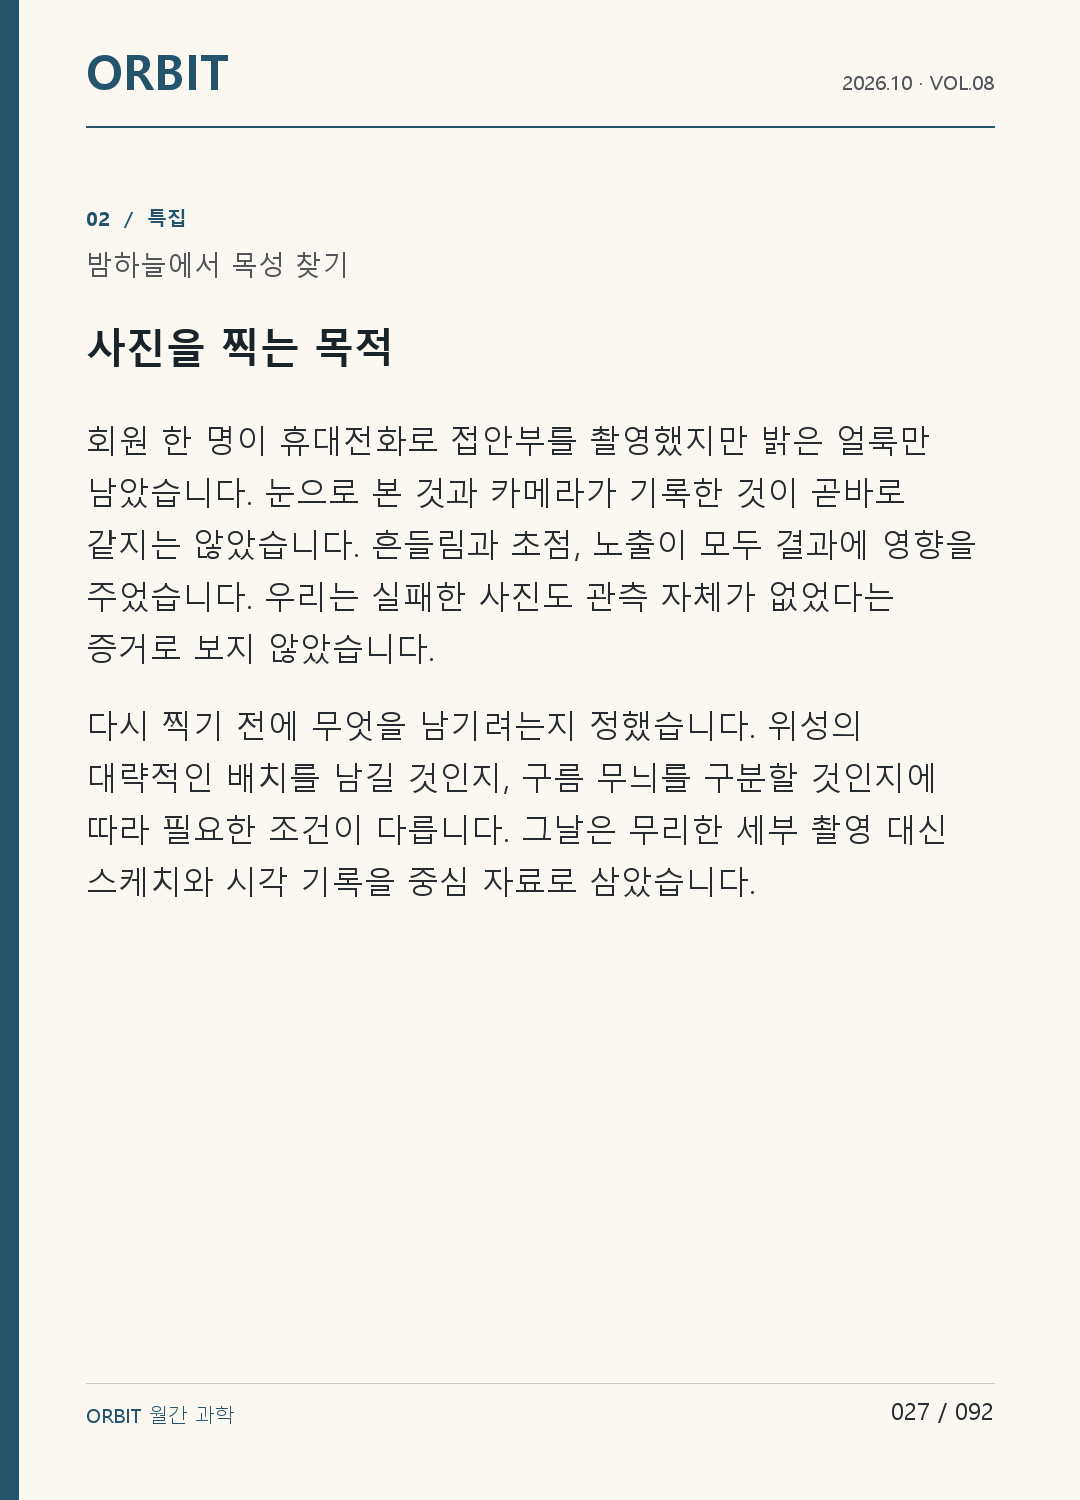 ORBIT
2026.10 · VOL.08
02 / 특집
밤하늘에서 목성 찾기
사진을 찍는 목적
회원 한 명이 휴대전화로 접안부를 촬영했지만 밝은 얼룩만
남았습니다. 눈으로 본 것과 카메라가 기록한 것이 곧바로
같지는 않았습니다. 흔들림과 초점, 노출이 모두 결과에 영향을
주었습니다. 우리는 실패한 사진도 관측 자체가 없었다는
증거로 보지 않았습니다.
다시 찍기 전에 무엇을 남기려는지 정했습니다. 위성의
대략적인 배치를 남길 것인지, 구름 무늬를 구분할 것인지에
따라 필요한 조건이 다릅니다. 그날은 무리한 세부 촬영 대신
스케치와 시각 기록을 중심 자료로 삼았습니다.
ORBIT 월간 과학
027 / 092